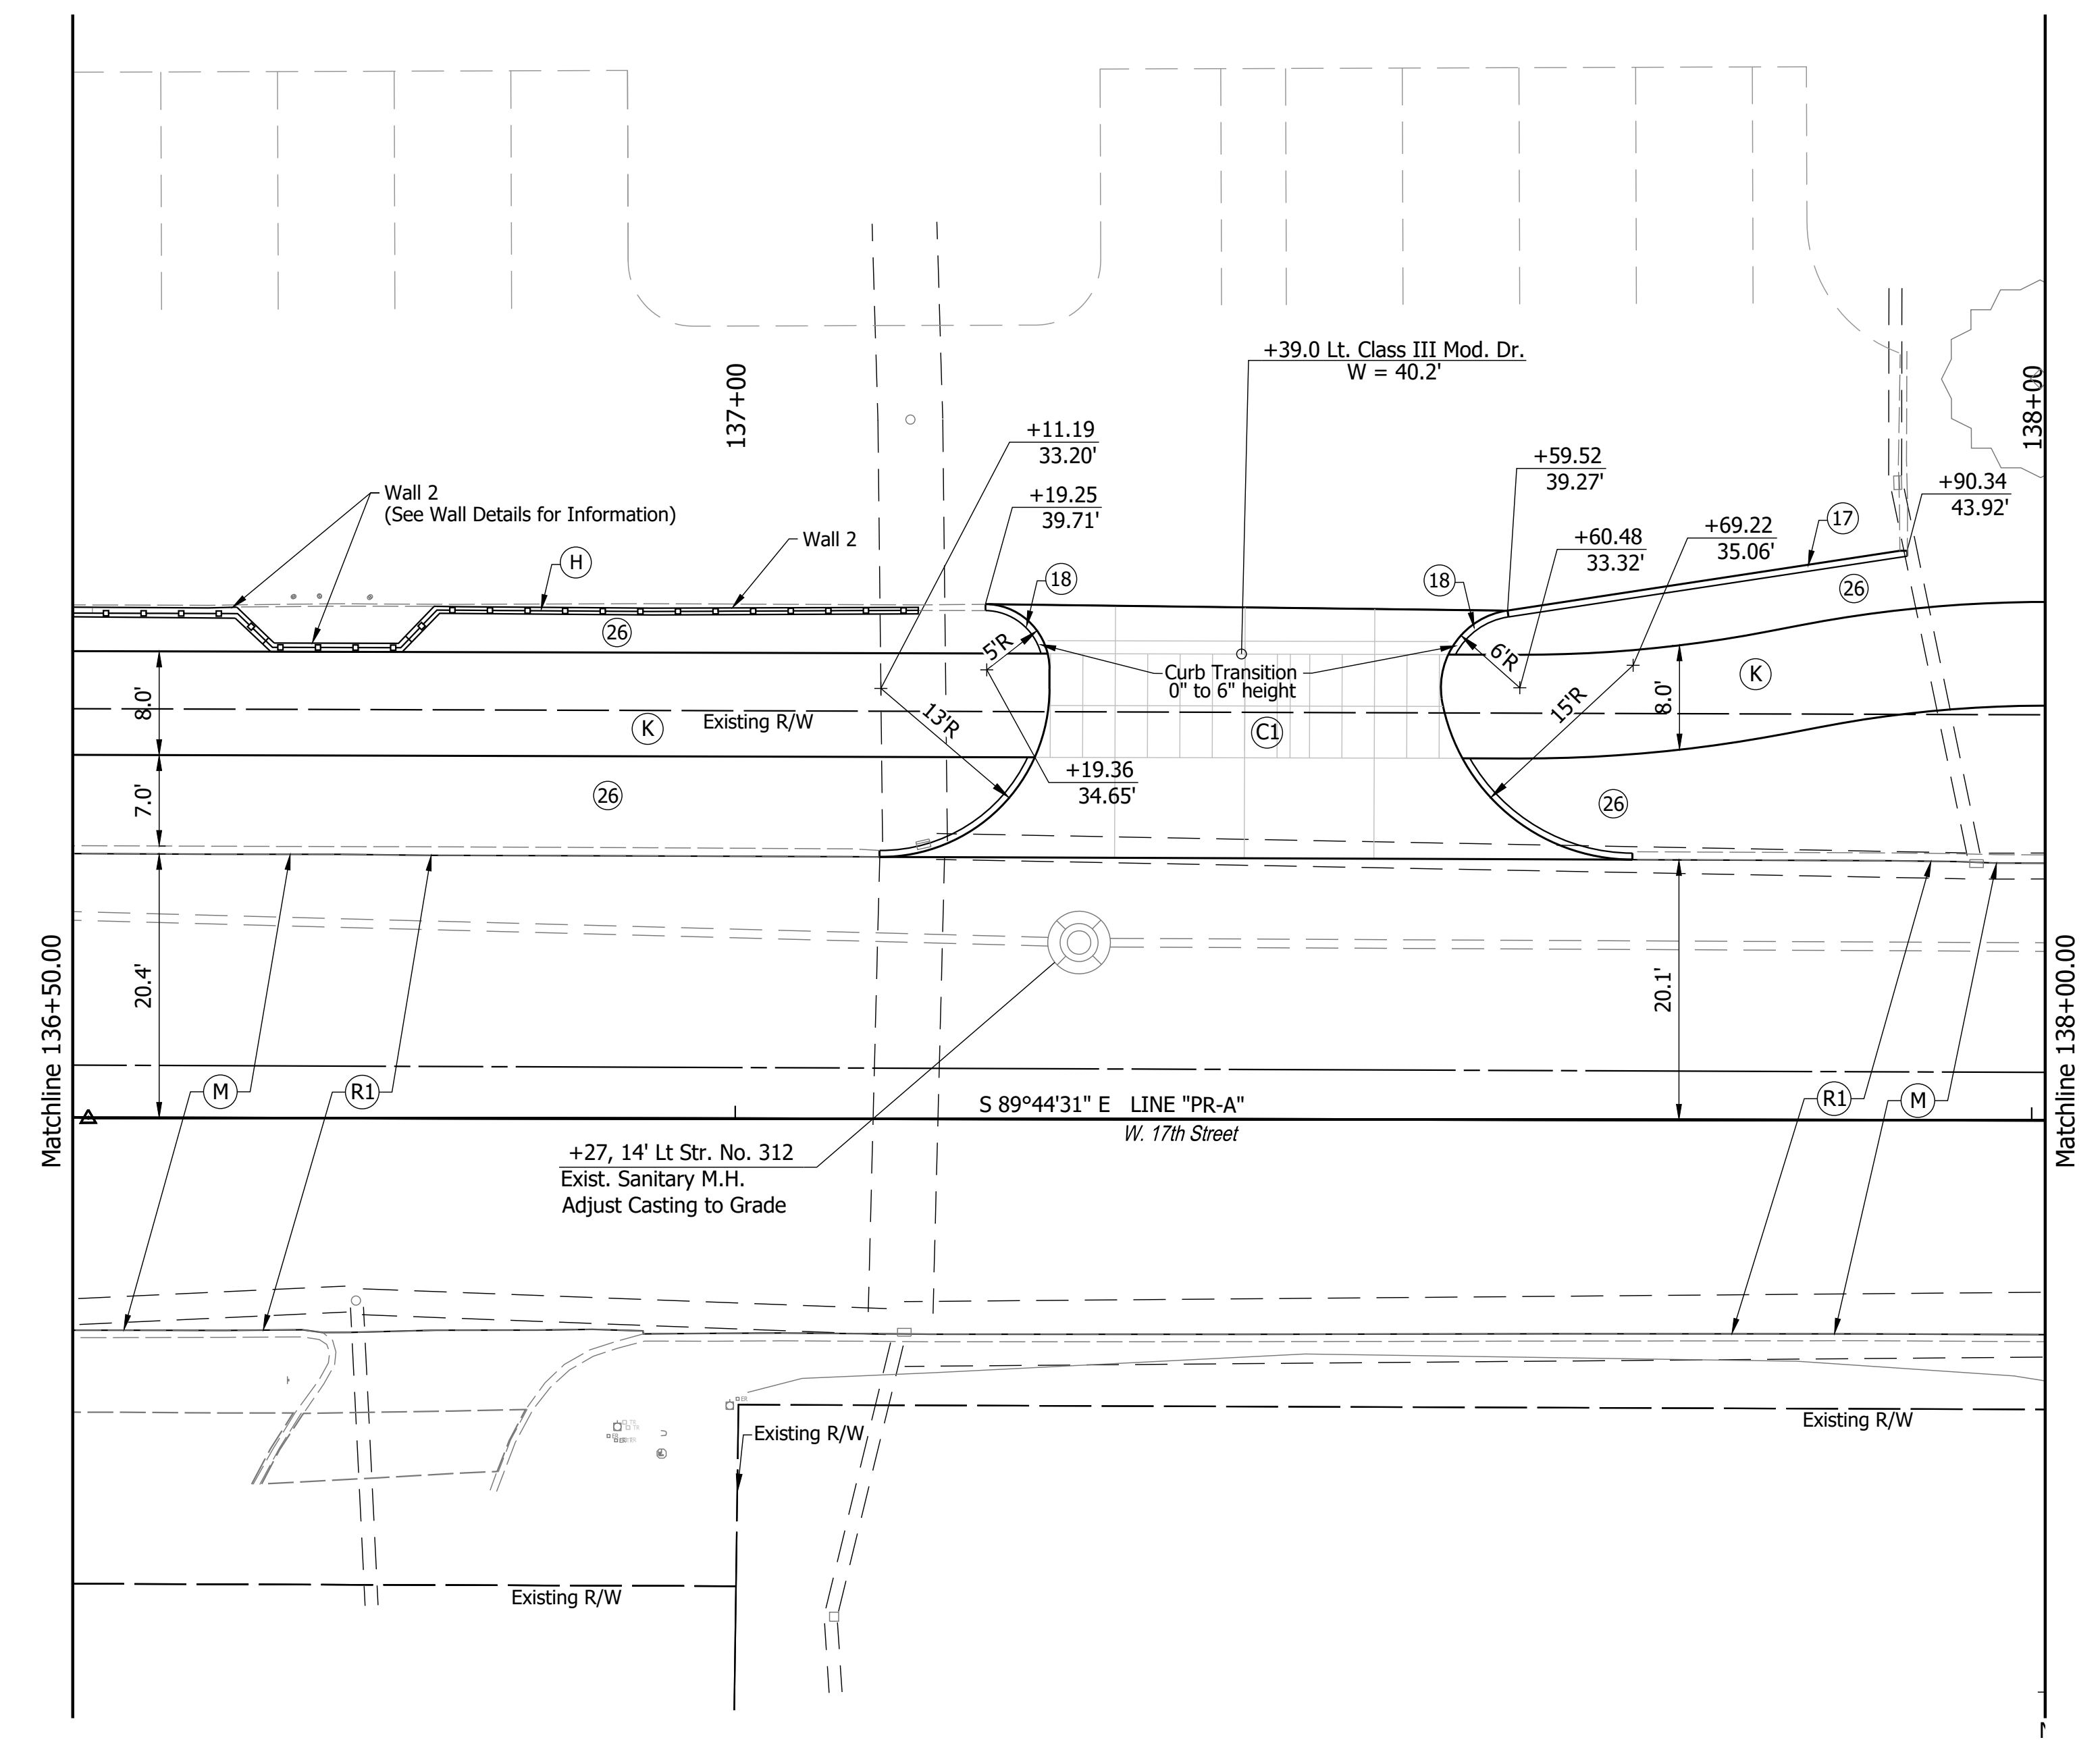 +39.0 Lt. Class III Mod. Dr.
W = 40.2'
137+00
138+00
+11.19
33.20'
+19.25
39.71'
+59.52
39.27'
+60.48
33.32'
+69.22
35.06'
+90.34
43.92'
17
Wall 2
(See Wall Details for Information)
Wall 2
H
18
18
26
26
5'R
6'R
Curb Transition
0" to 6" height
K
8.0'
8.0'
15'R
13'R
Existing R/W
K
C1
+19.36
34.65'
7.0'
26
26
20.4'
20.1'
Matchline 136+50.00
Matchline 138+00.00
M
R1
R1
M
S 89°44'31" E LINE "PR-A"
W. 17th Street
+27, 14' Lt Str. No. 312
Exist. Sanitary M.H.
Adjust Casting to Grade
Existing R/W
Existing R/W
Existing R/W